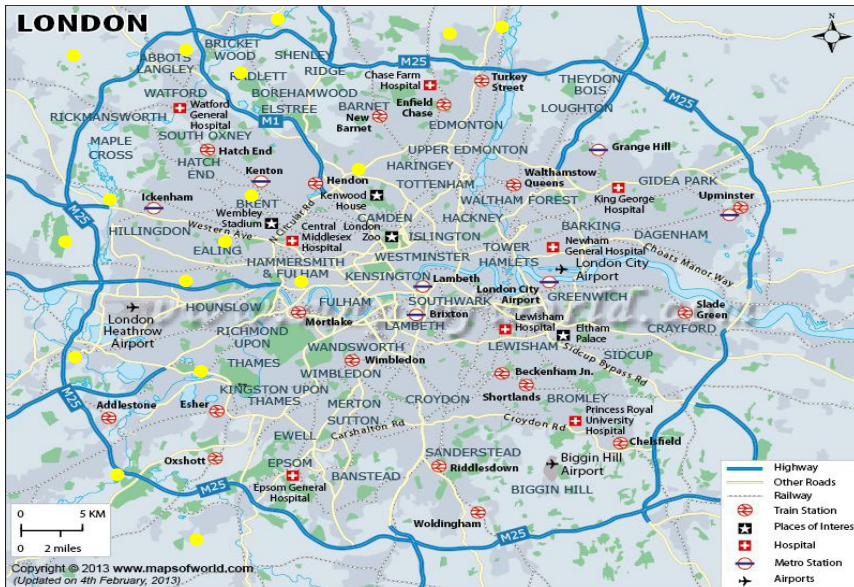 LONDON
N
BRICKET
WOOD
SHENLEY
ABBOTS
LANGLEY
M25
RIDGE
Chase Farm
Hospital
Turkey
Street
THEYDON
BOIS
WATFORD
BOREHAMWOOD
ELSTREE
Watford
General
Hospital
RICKMANSWORTH
BARNET
Enfield
Chase
LOUGHTON
M25
New
Barnet
M1
EDMONTON
SOUTH OXNEY
MAPLE
CROSS
Hatch End
HATCH
END
UPPER EDMONTON
Grange Hill
HARINGEY
Kenton
Hendon
TOTTENHAM
Walthamstow
Queens
GIDEA PARK
Ickenham
BRENT
Kenwood
House
WALTHAM FOREST
King George
Hospital
Upminster
M25
Wembley
Stadium
N Circular Rd
CAMDEN
HACKNEY
HILLINGDON
Western Ave
Central
Middlesex
Hospital
London
Zoo
ISLINGTON
BARKING
DAGENHAM
EALING
TOWER
HAMLETS
Newham
General Hospital
Choats Manor Way
HAMMERSMITH
& FULHAM
WESTMINSTER
London City
Airport
KENSINGTON
Lambeth
London City
Airport
HOUNSLOW
FULHAM
SOUTHWARK
GREENWICH
London
Heathrow
Airport
Mortlake
Brixton
Slade
Green
RICHMOND
UPON
THAMES
LAMBETH
Lewisham
Hospital
Eltham
Palace
CRAYFORD
WANDSWORTH
LEWISHAM
Sidcup Bypass Rd
SIDCUP
Wimbledon
WIMBLEDON
Beckenham Jn.
KINGSTON UPON
THAMES
Shortlands
M25
MERTON
CROYDON
BROMLEY
Addlestone
Esher
SUTTON
Carshalton Rd
Croydon Rd
Princess Royal
University
Hospital
EWELL
Chelsfield
Oxshott
EPSOM
SANDERSTEAD
Riddlesdown
Biggin Hill
Airport
M25
Epsom General
Hospital
BANSTEAD
BIGGIN HILL
Woldingham
M25
0 5 KM
0 2 miles
Copyright © 2013 www.mapsofworld.com
(Updated on 4th February, 2013)
Highway
Other Roads
Railway
Train Station
Places of Interes
Hospital
Metro Station
Airports